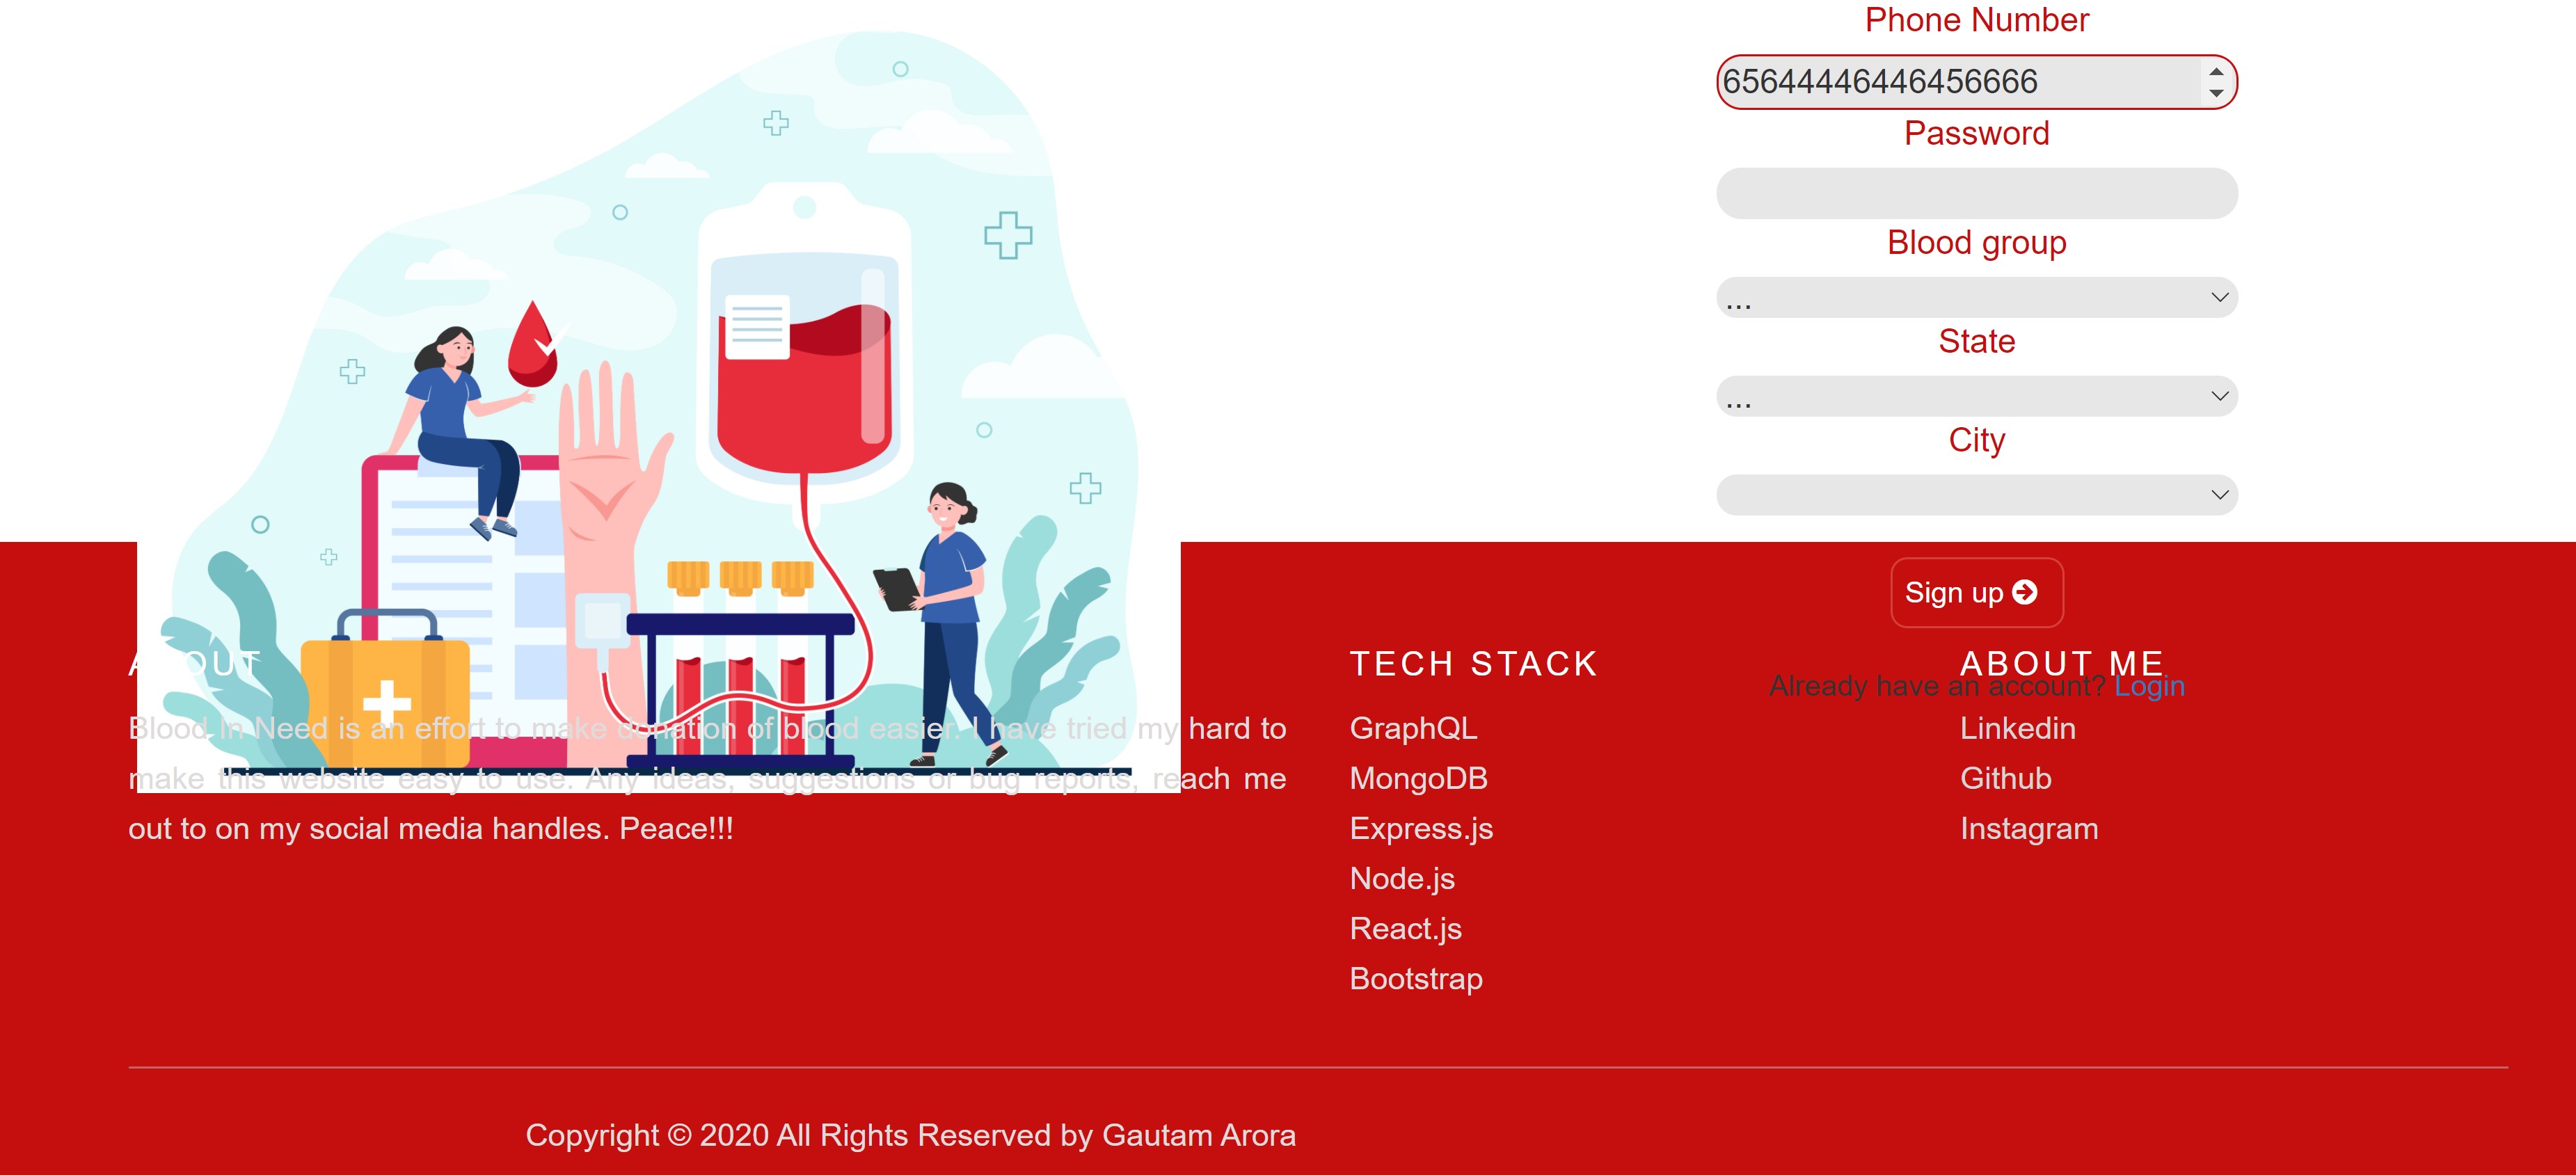 Phone Number
65644446446456666
Password
Blood group
...
State
...
City
Sign up
Already have an account? Login
ABOUT
Blood In Need is an effort to make donation of blood easier. I have tried my hard to
make this website easy to use. Any ideas, suggestions or bug reports, reach me
out to on my social media handles. Peace!!!
TECH STACK
GraphQL
MongoDB
Express.js
Node.js
React.js
Bootstrap
ABOUT ME
Linkedin
Github
Instagram
Copyright © 2020 All Rights Reserved by Gautam Arora